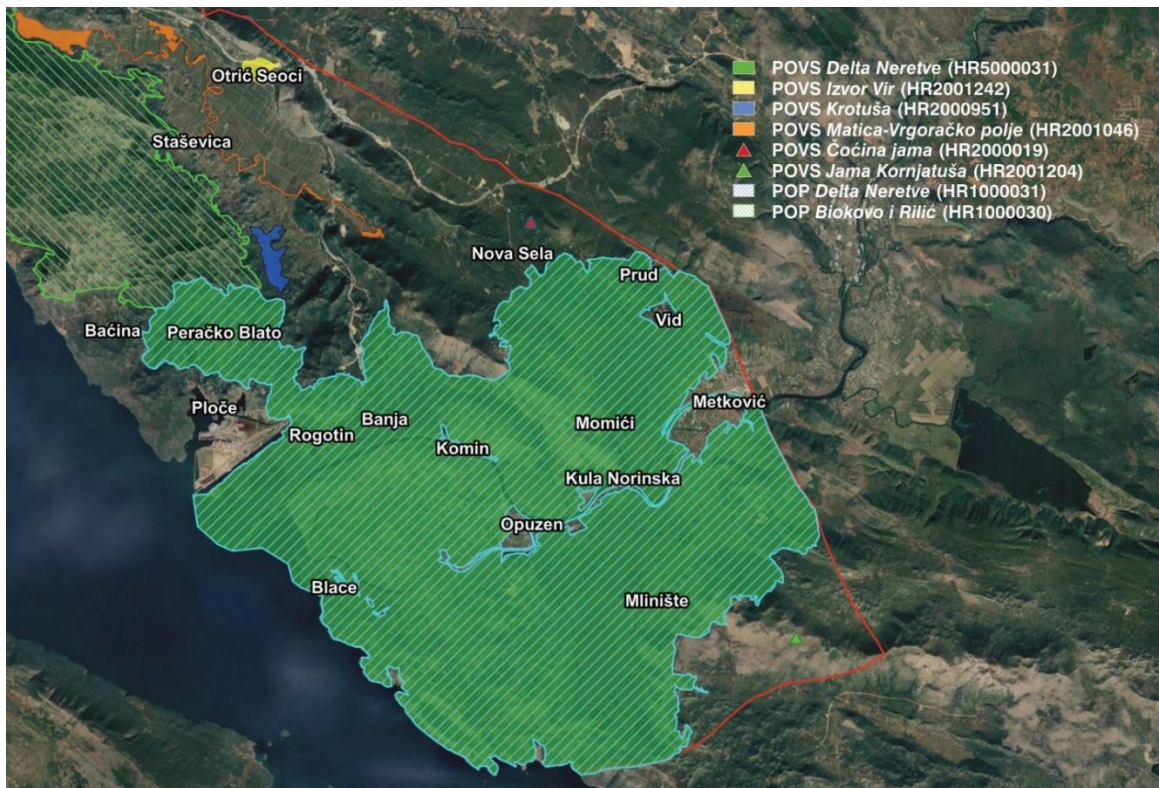 Otrić Seoci
Staševica
Nova Sela
Prud
Vid
Baćina
Peračko Blato
Ploče
Rogotin
Banja
Komin
Momići
Metković
Kula Norinska
Opuzen
Blace
Mlinište
POVS Delta Neretve (HR5000031)
POVS Izvor Vir (HR2001242)
POVS Krotuša (HR2000951)
POVS Matica-Vrgoračko polje (HR2001046)
POVS Čoćina jama (HR2000019)
POVS Jama Kornjatuša (HR2001204)
POP Delta Neretve (HR1000031)
POP Biokovo i Rilić (HR1000030)